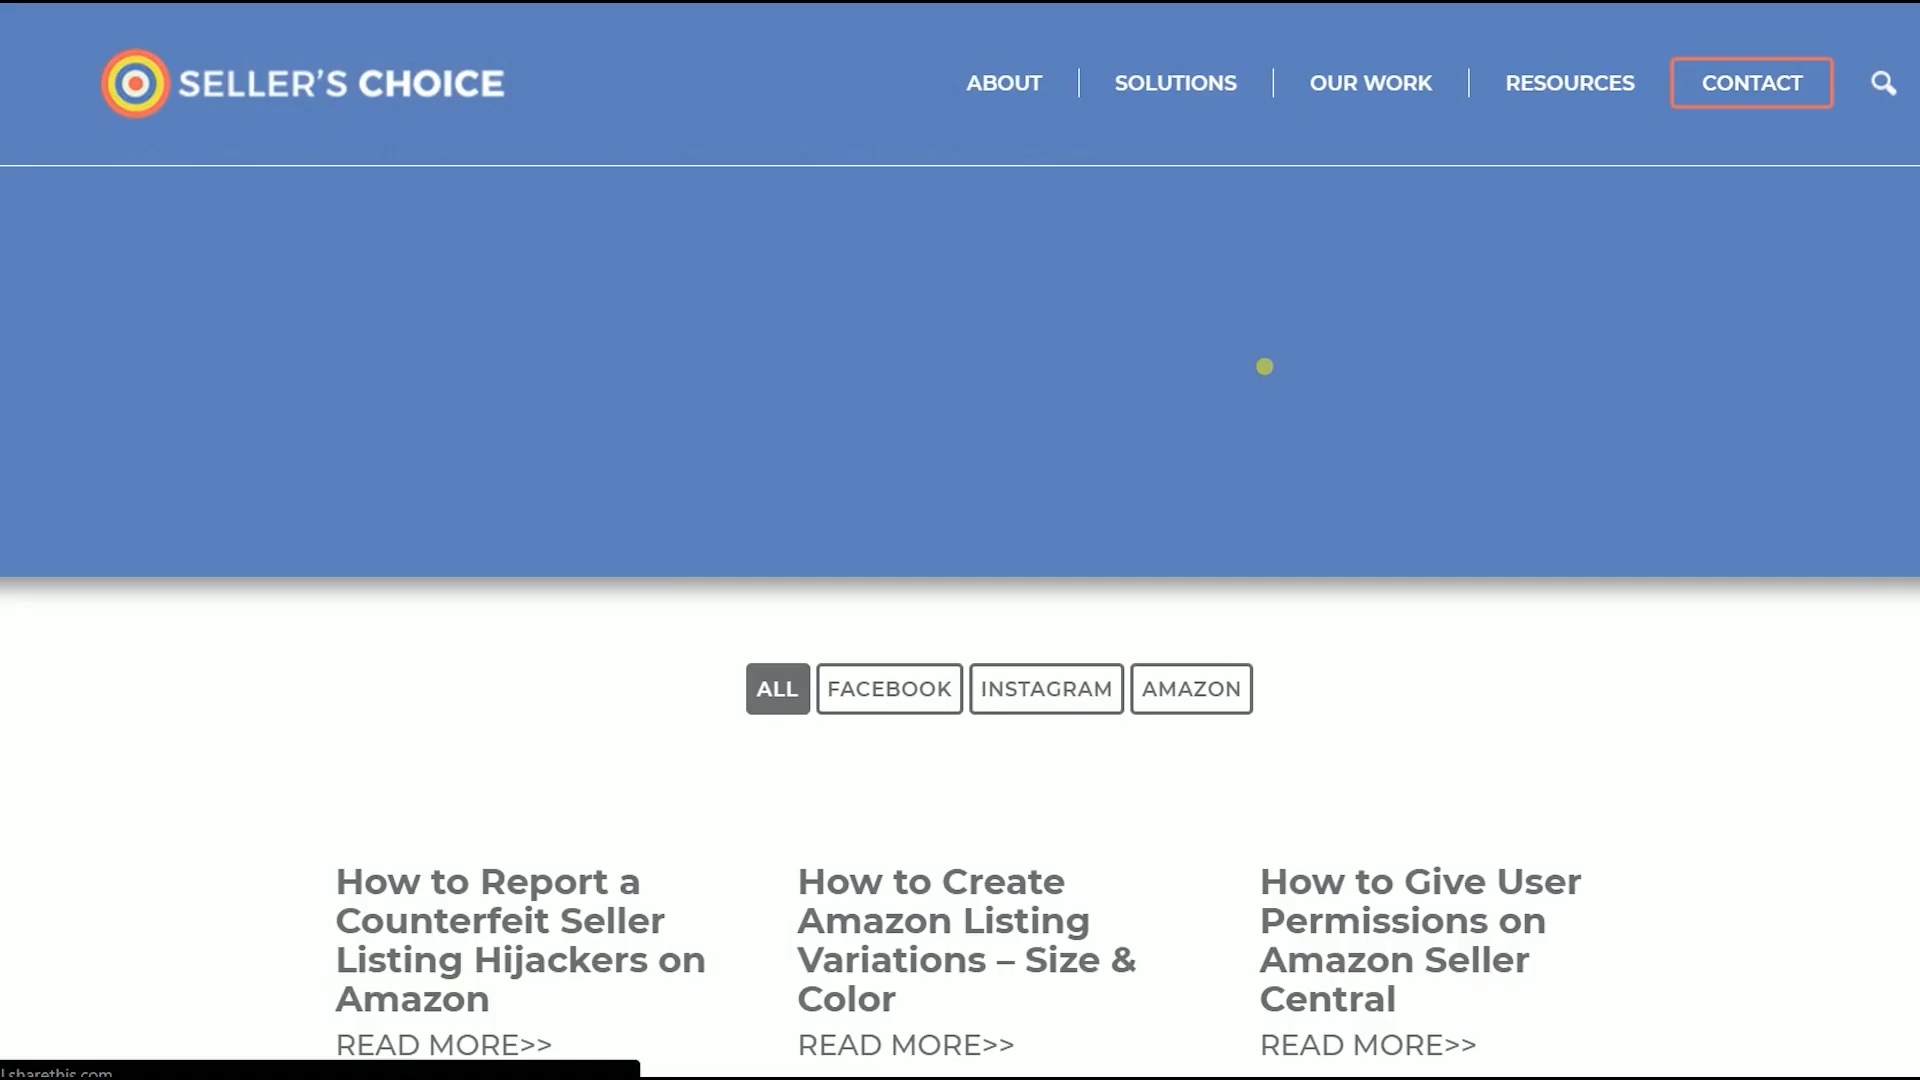 SELLER'S CHOICE
ABOUT
SOLUTIONS
OUR WORK
RESOURCES
CONTACT
ALL
FACEBOOK
INSTAGRAM
AMAZON
How to Report a
Counterfeit Seller
Listing Hijackers on
Amazon
READ MORE>>
How to Create
Amazon Listing
Variations – Size &
Color
READ MORE>>
How to Give User
Permissions on
Amazon Seller
Central
READ MORE>>